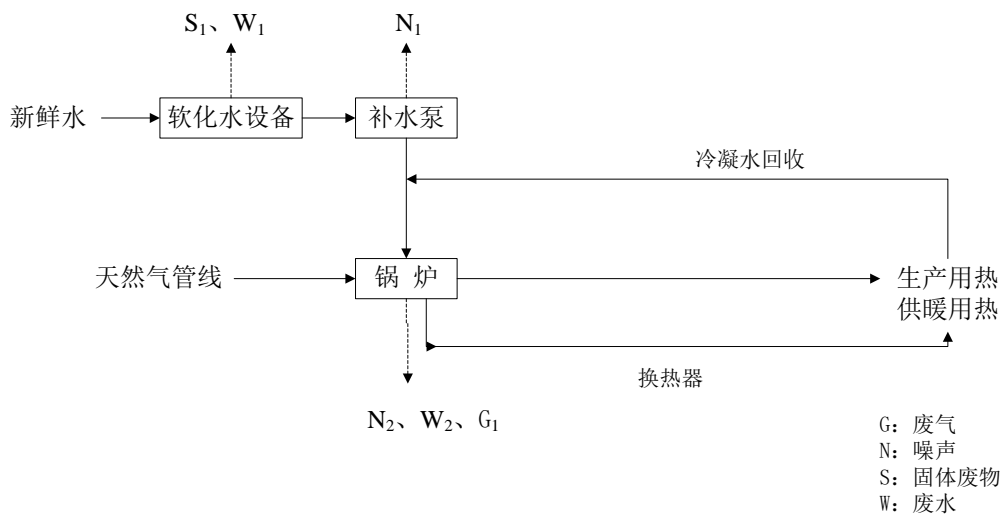 S₁、W₁
N₁
新鲜水
软化水设备
补水泵
冷凝水回收
天然气管线
锅 炉
生产用热
供暖用热
换热器
N₂、W₂、G₁
G：废气
N：噪声
S：固体废物
W：废水